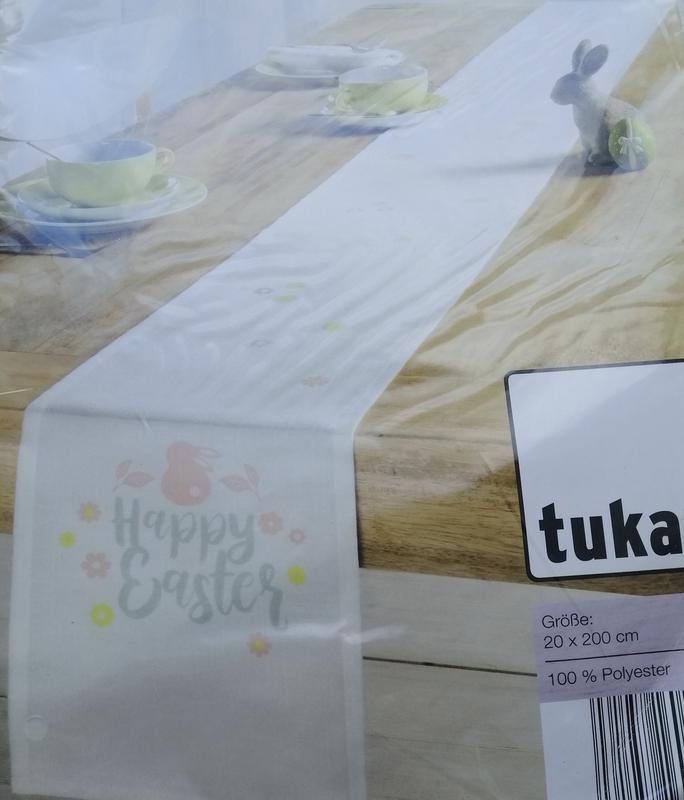 Happy
Easter
tuka
Größe:
20 x 200 cm
100 % Polyester